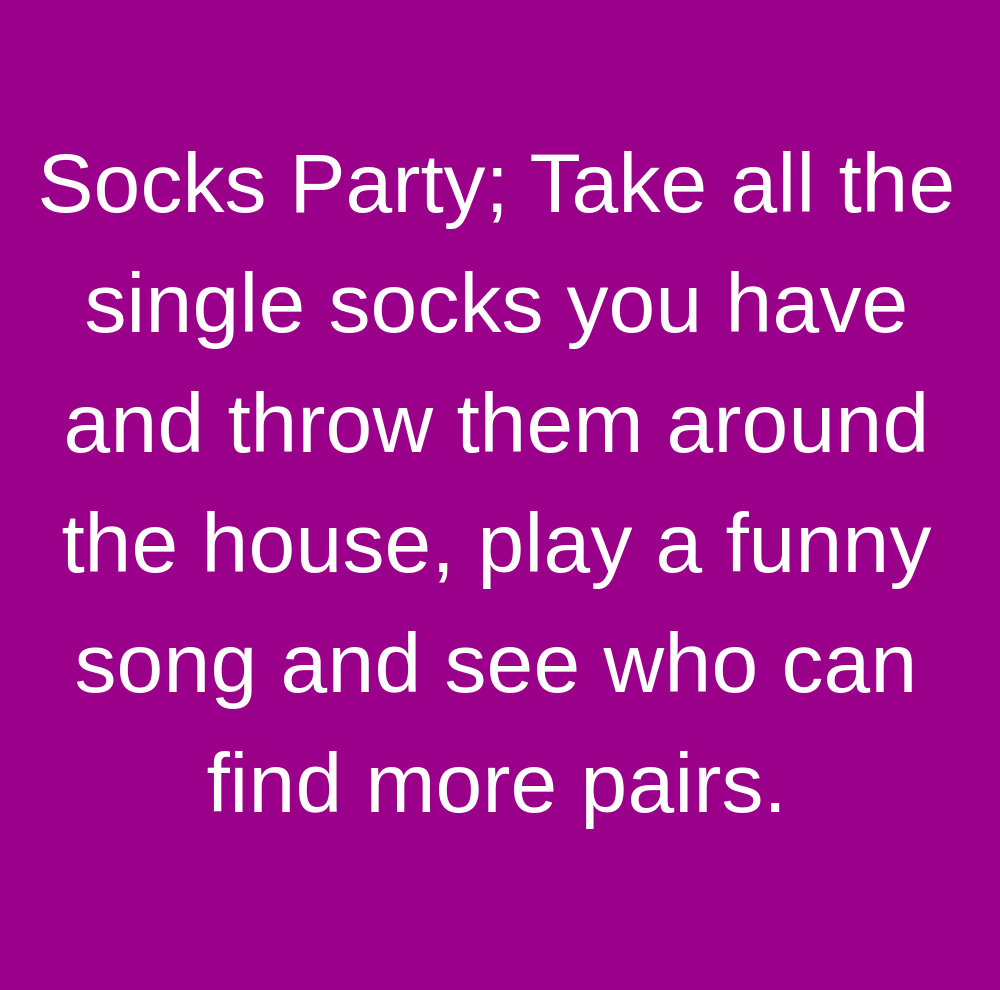 Socks Party; Take all the
single socks you have
and throw them around
the house, play a funny
song and see who can
find more pairs.